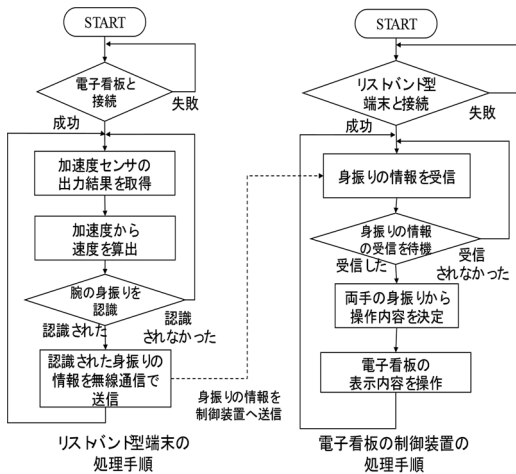 START
電子看板と
接続
失敗
成功
加速度センサの
出力結果を取得
加速度から
速度を算出
腕の身振りを
認識
認識された
認識
されなかった
認識された身振りの
情報を無線通信で
送信
リストバンド型端末の
処理手順
身振りの情報を
制御装置へ送信
START
リストバンド型
端末と接続
失敗
成功
身振りの情報を受信
身振りの情報
の受信を待機
受信した
受信
されなかった
両手の身振りから
操作内容を決定
電子看板の
表示内容を操作
電子看板の制御装置の
処理手順